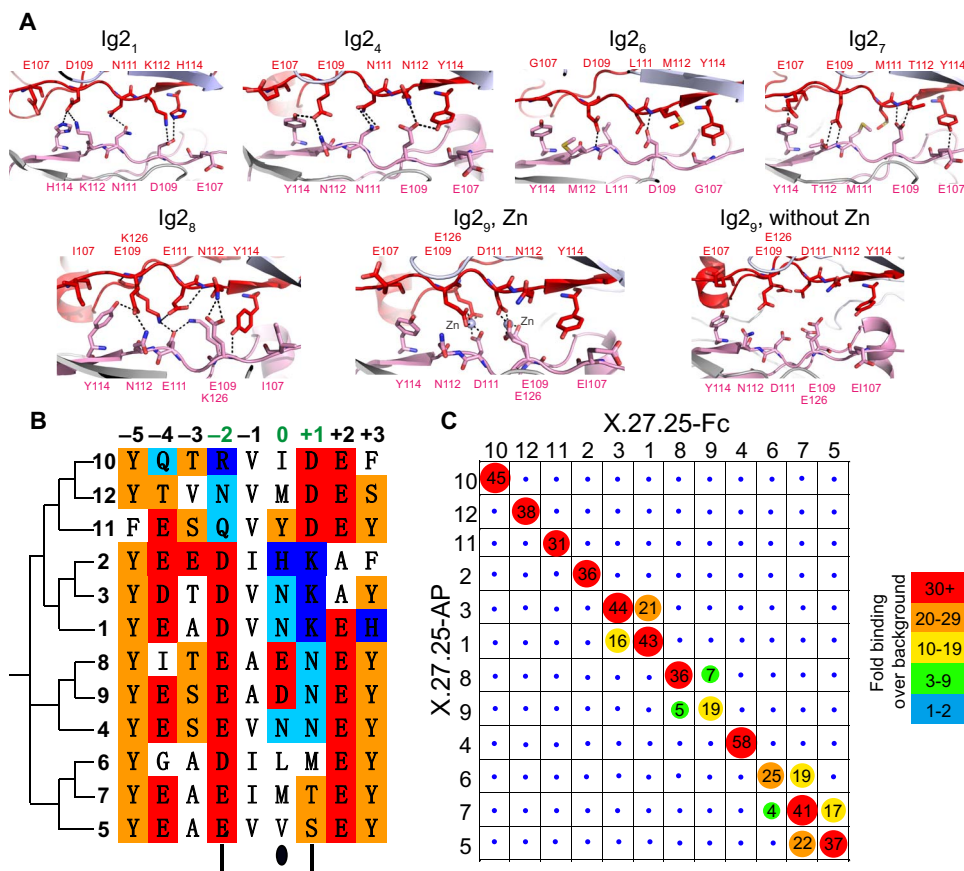 A
Ig2₁ Ig2₄ Ig2₆ Ig2₇
E107 D109 N111 K112 H114
H114 K112 N111 D109 E107
E107 E109 N111 N112 Y114
Y114 N112 N111 E109 E107
G107 D109 L111 M112 Y114
Y114 M112 L111 D109 G107
E107 E109 M111 T112 Y114
Y114 T112 M111 E109 E107
Ig2₈ Ig2₉, Zn Ig2₉, without Zn
K126
I107 E109 E111 N112 Y114
Y114 N112 E111 E109 I107
K126
E126
E107 E109 D111 N112 Y114
Zn Zn
Y114 N112 D111 E109 EI107
E126
E126
E107 E109 D111 N112 Y114
Y114 N112 D111 E109 EI107
E126
B
–5 –4 –3 –2 –1 0 +1 +2 +3
10 Y Q T R V I D E F
12 Y T V N V M D E S
11 F E S Q V Y D E Y
2 Y E E D I H K A F
3 Y D T D V N K A Y
1 Y E A D V N K E H
8 Y I T E A E N E Y
9 Y E S E A D N E Y
4 Y E S E V N N E Y
6 Y G A D I L M E Y
7 Y E A E I M T E Y
5 Y E A E V V S E Y
C
X.27.25-Fc
10 12 11 2 3 1 8 9 4 6 7 5
X.27.25-AP
10 45
12 38
11 31
2 36
3 44 21
1 16 43
8 36 7
9 5 19
4 58
6 25 19
7 4 41 17
5 22 37
Fold binding
over background
30+
20-29
10-19
3-9
1-2